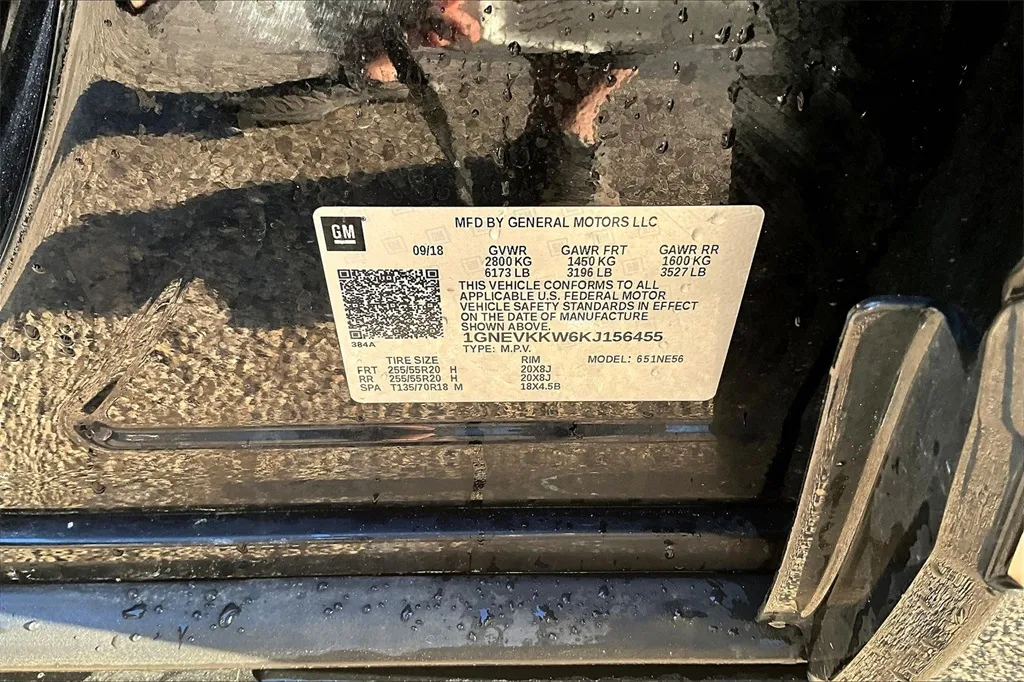 GM
MFD BY GENERAL MOTORS LLC
09/18 GVWR GAWR FRT GAWR RR
2800 KG 1450 KG 1600 KG
6173 LB 3196 LB 3527 LB
THIS VEHICLE CONFORMS TO ALL
APPLICABLE U.S. FEDERAL MOTOR
VEHICLE SAFETY STANDARDS IN EFFECT
ON THE DATE OF MANUFACTURE
SHOWN ABOVE.
384A
1GNEVKKW6KJ156455
TYPE: M.P.V. MODEL: 651NE56
TIRE SIZE RIM
FRT 255/55R20 H 20X8J
RR 255/55R20 H 20X8J
SPA T135/70R18 M 18X4.5B